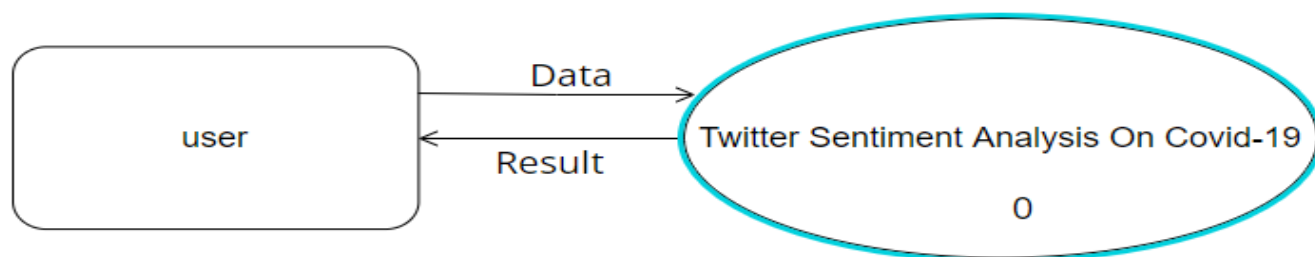 Data
user
Twitter Sentiment Analysis On Covid-19
Result
0